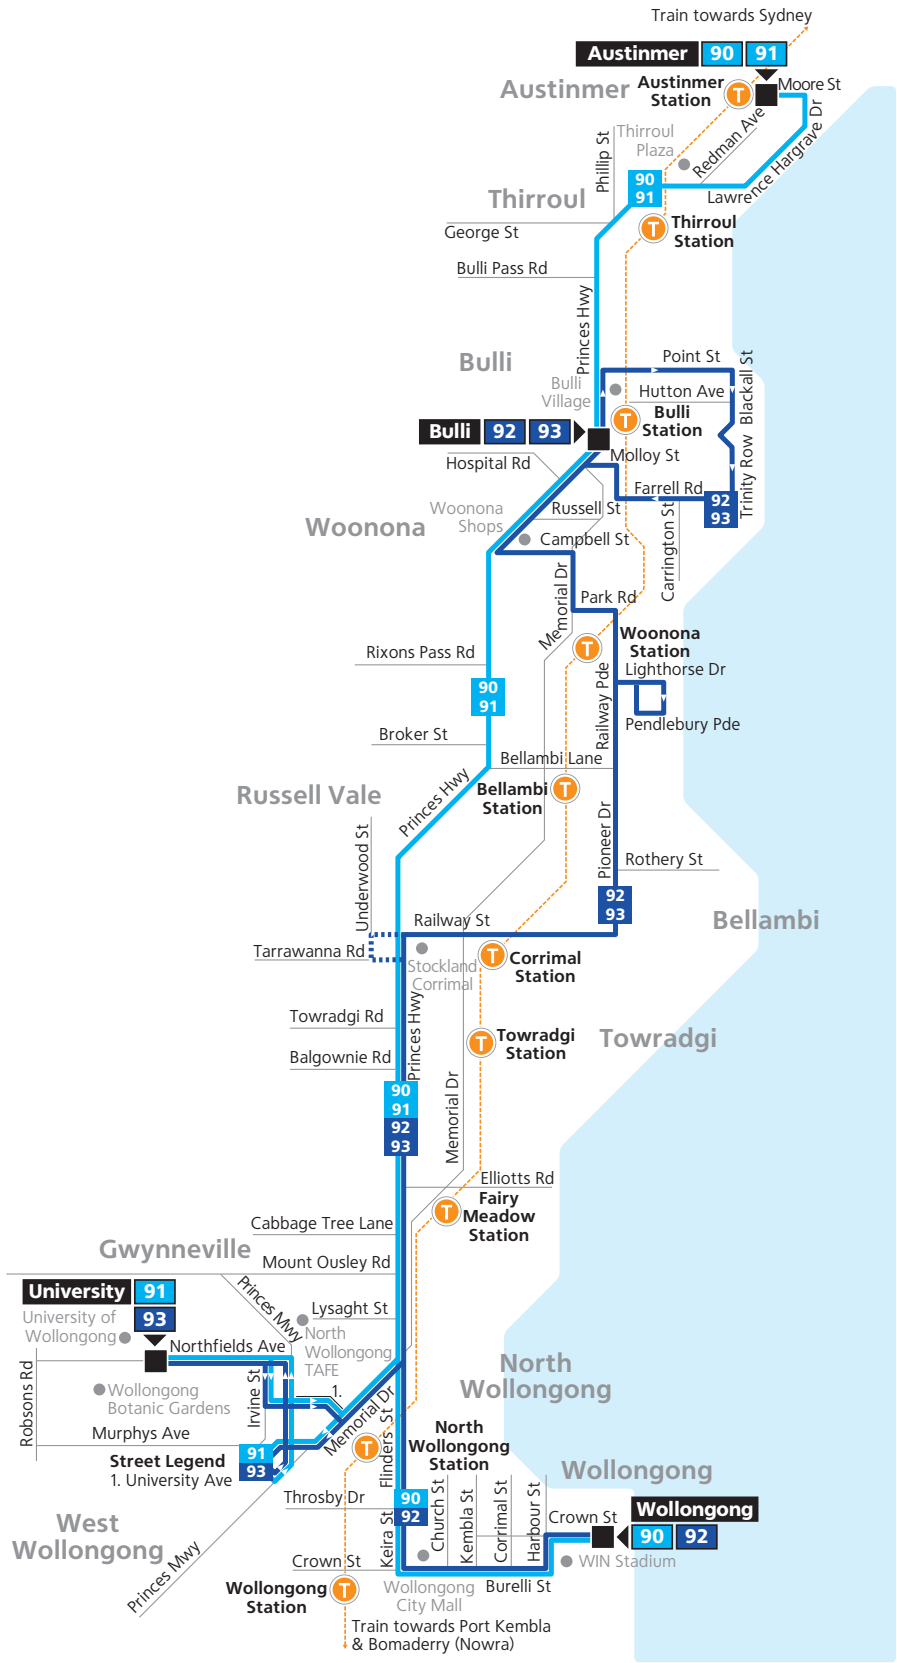 Train towards Sydney
Austinmer 90 91
Austinmer
Austinmer
Station
T
Moore St
Redman Ave
Lawrence Hargrave Dr
Thirroul
Plaza
Phillip St
90
91
Thirroul
George St
T
Thirroul
Station
Bulli Pass Rd
Princes Hwy
Bulli
Point St
Blackall St
Bulli
Village
Hutton Ave
T
Bulli
Station
Bulli 92 93
Molloy St
Hospital Rd
Trinity Row
Farrell Rd
92
93
Woonona
Shops
Russell St
Woonona
Campbell St
Carrington St
Memorial Dr
Park Rd
T
Woonona
Station
Rixons Pass Rd
Lighthorse Dr
90
91
Railway Pde
Pendlebury Pde
Broker St
Bellambi Lane
Russell Vale
Princes Hwy
Bellambi
Station
T
Underwood St
Pioneer Dr
Rothery St
92
93
Railway St
Bellambi
Tarrawanna Rd
Stockland
Corrimal
T
Corrimal
Station
Princes Hwy
Towradgi Rd
T
Towradgi
Station
Towradgi
Balgownie Rd
90
91
92
93
Memorial Dr
Elliotts Rd
T
Fairy
Meadow
Station
Cabbage Tree Lane
Gwynneville
Mount Ousley Rd
University 91
93
Princes Mwy
Lysaght St
University of
Wollongong
North
Wollongong
TAFE
Northfields Ave
North
Wollongong
Robsons Rd
Wollongong
Botanic Gardens
Irvine St
1.
Memorial Dr
Flinders St
Murphys Ave
91
93
T
North
Wollongong
Station
Street Legend
1. University Ave
Wollongong
Throsby Dr
90
92
Church St
Kembla St
Corrimal St
Harbour St
Crown St
Wollongong
90 92
West
Wollongong
Princes Mwy
Keira St
Crown St
WIN Stadium
Wollongong
Station
T
Wollongong
City Mall
Burelli St
Train towards Port Kembla
& Bomaderry (Nowra)